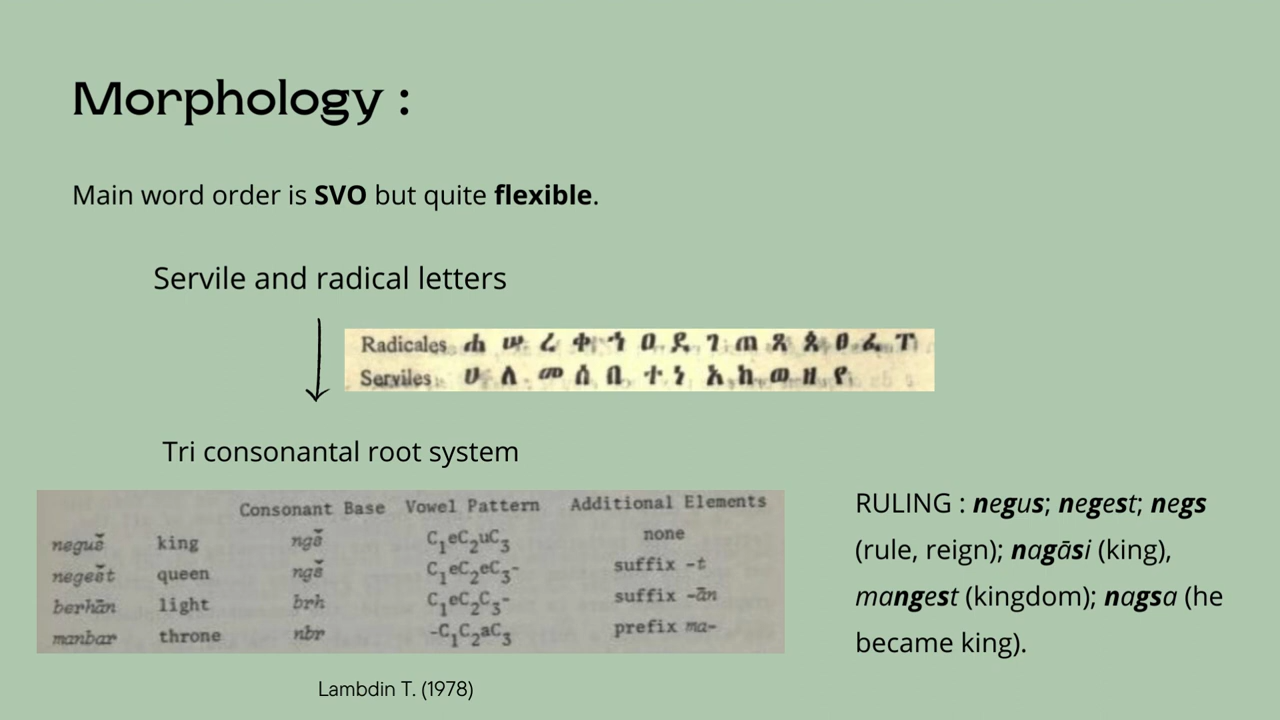 Morphology :
Main word order is SVO but quite flexible.
Servile and radical letters
Radicales ሐ ሠ ረ ቀ ኀ ዐ ደ ገ ጠ ጸ ጰ ፀ ፈ ፐ
Serviles ሀ ለ መ ሰ በ ተ ነ አ ከ ወ ዘ የ
Tri consonantal root system
Consonant Base Vowel Pattern Additional Elements
neguš king ngš C₁eC₂uC₃ none
negešt queen ngš C₁eC₂eC₃- suffix -t
berhān light brh C₁eC₂C₃- suffix -ān
manbar throne nbr -C₁C₂aC₃ prefix ma-
RULING : negus; negest; negs
(rule, reign); nagāsi (king),
mangest (kingdom); nagsa (he
became king).
Lambdin T. (1978)